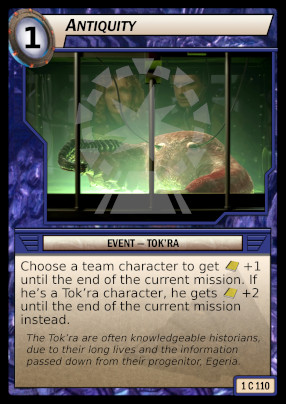 1
ANTIQUITY
EVENT – TOK'RA
Choose a team character to get +1
until the end of the current mission. If
he's a Tok'ra character, he gets +2
until the end of the current mission
instead.
The Tok'ra are often knowledgeable historians,
due to their long lives and the information
passed down from their progenitor, Egeria.
1 C 110